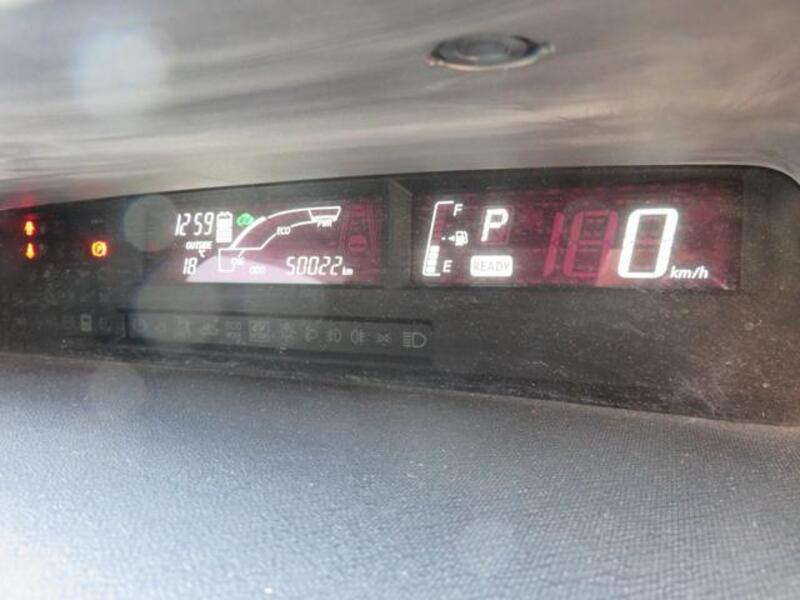 12:59
OUTSIDE
°C
18
ECO
PWR
CHG
ODO 50022 km
F
E
P
READY
0 km/h